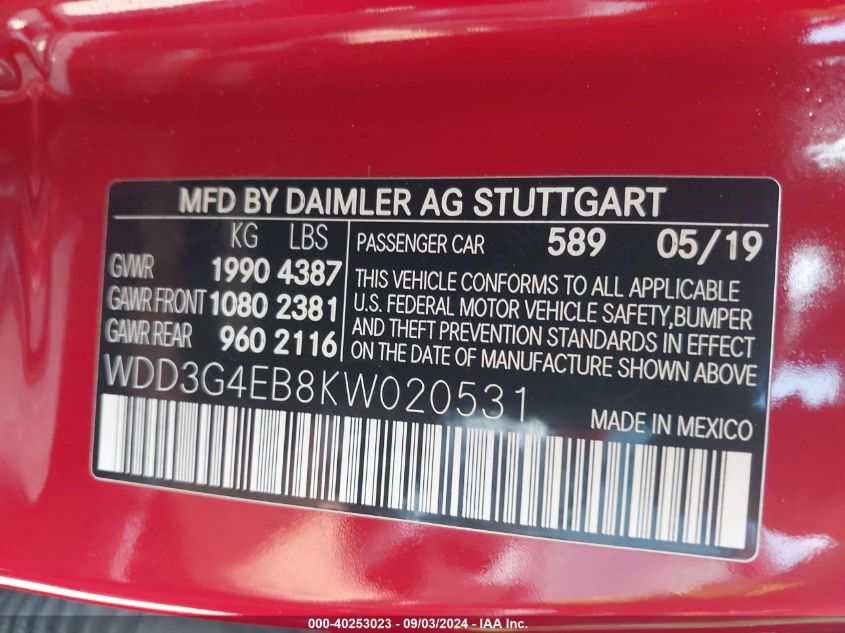 MFD BY DAIMLER AG STUTTGART
KG LBS
GVWR 1990 4387
GAWR FRONT 1080 2381
GAWR REAR 960 2116
PASSENGER CAR 589 05/19
THIS VEHICLE CONFORMS TO ALL APPLICABLE
U.S. FEDERAL MOTOR VEHICLE SAFETY,BUMPER
AND THEFT PREVENTION STANDARDS IN EFFECT
ON THE DATE OF MANUFACTURE SHOWN ABOVE
WDD3G4EB8KW020531
MADE IN MEXICO
000-40253023 - 09/03/2024 - IAA Inc.